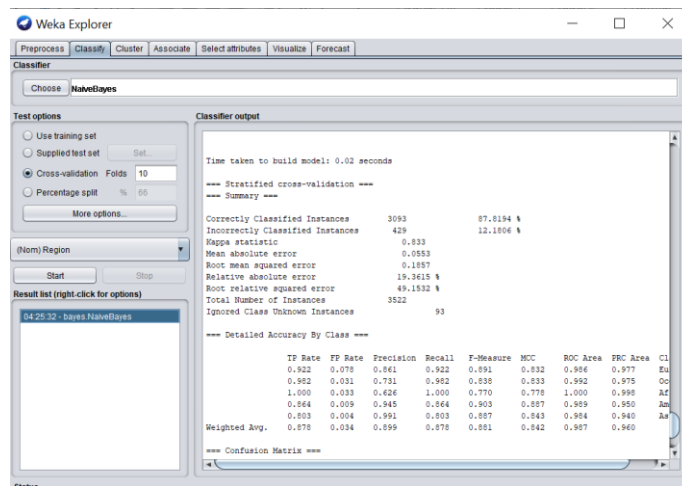 Weka Explorer
Preprocess Classify Cluster Associate Select attributes Visualize Forecast
Classifier
Choose NaiveBayes
Test options
Use training set
Supplied test set Set...
Cross-validation Folds 10
Percentage split % 66
More options...
(Nom) Region
Start Stop
Result list (right-click for options)
04:25:32 - bayes.NaiveBayes
Classifier output
Time taken to build model: 0.02 seconds
=== Stratified cross-validation ===
=== Summary ===
Correctly Classified Instances 3093 87.8194 %
Incorrectly Classified Instances 429 12.1806 %
Kappa statistic 0.833
Mean absolute error 0.0553
Root mean squared error 0.1857
Relative absolute error 19.3615 %
Root relative squared error 49.1532 %
Total Number of Instances 3522
Ignored Class Unknown Instances 93
=== Detailed Accuracy By Class ===
TP Rate FP Rate Precision Recall F-Measure MCC ROC Area PRC Area Cl
0.922 0.078 0.861 0.922 0.891 0.832 0.986 0.977 Eu
0.982 0.031 0.731 0.982 0.838 0.833 0.992 0.975 Oc
1.000 0.033 0.626 1.000 0.770 0.778 1.000 0.998 Af
0.864 0.009 0.945 0.864 0.903 0.887 0.989 0.950 Am
0.803 0.004 0.991 0.803 0.887 0.843 0.984 0.940 As
Weighted Avg. 0.878 0.034 0.899 0.878 0.881 0.842 0.987 0.960
=== Confusion Matrix ===
Status